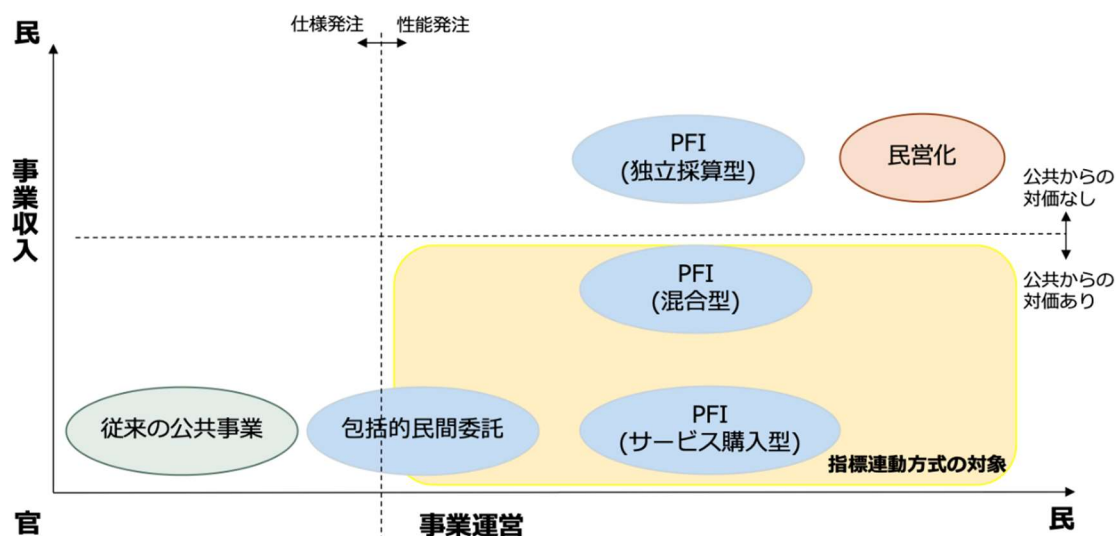 仕様発注
性能発注
民
事業収入
PFI
(独立採算型)
民営化
公共からの
対価なし
PFI
(混合型)
公共からの
対価あり
従来の公共事業
包括的民間委託
PFI
(サービス購入型)
指標連動方式の対象
官
事業運営
民